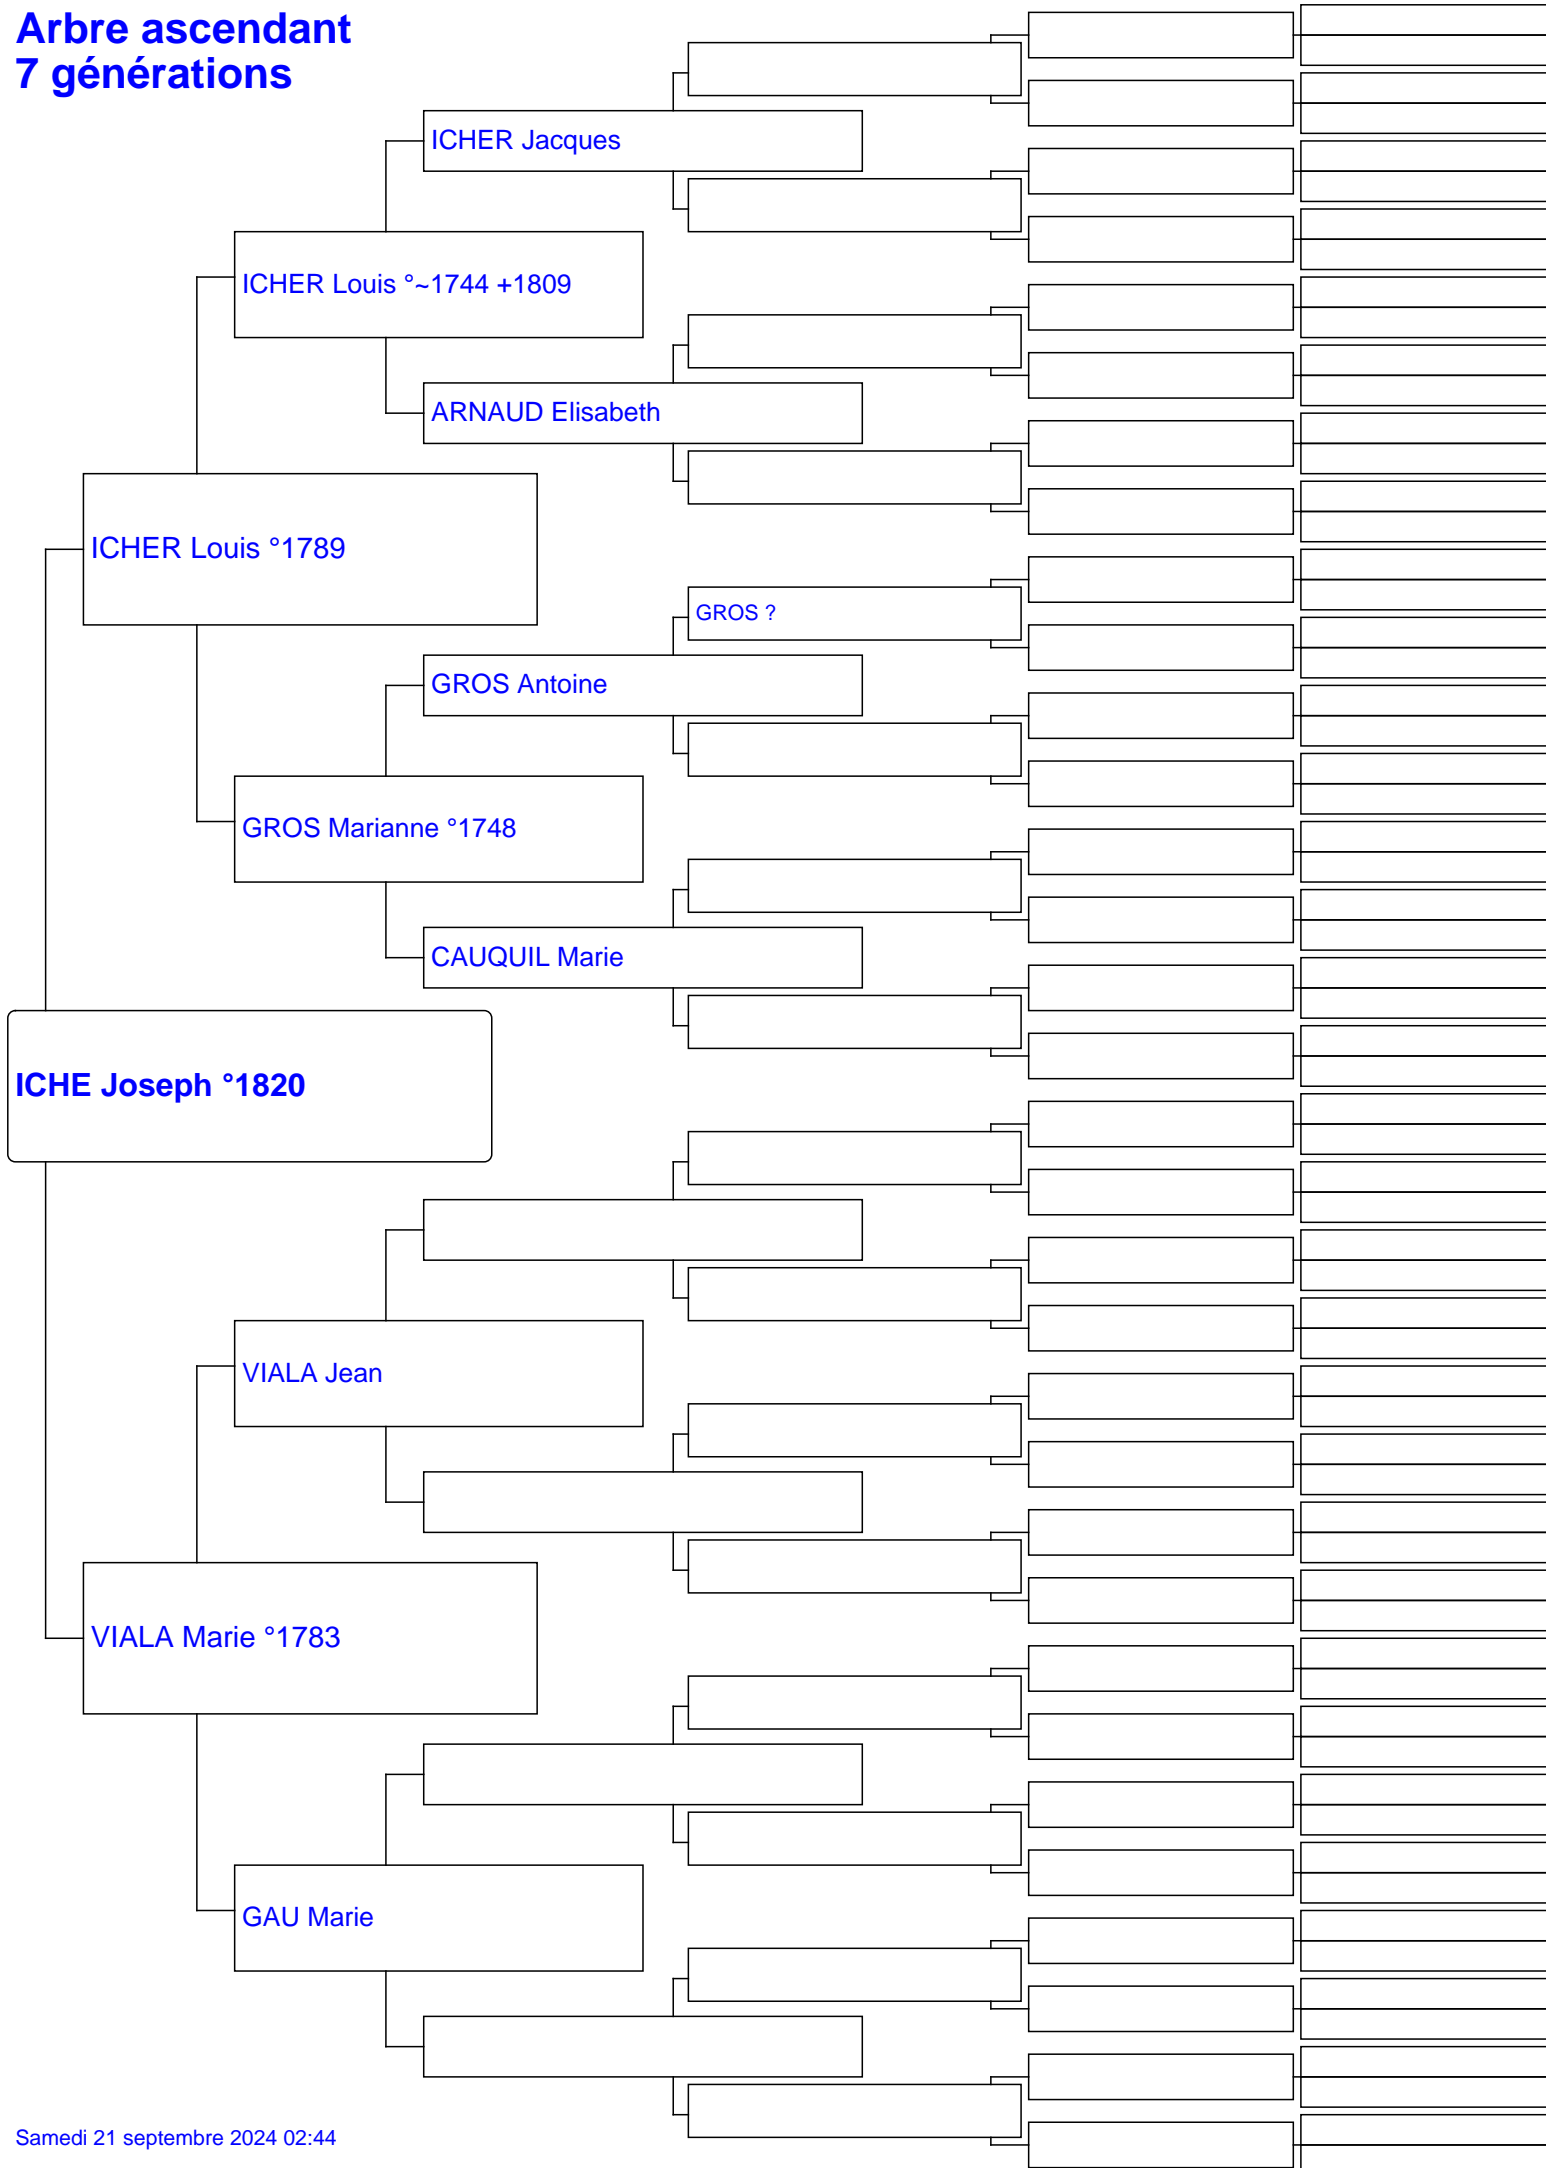 Arbre ascendant
7 générations
ICHER Jacques
ICHER Louis °~1744 +1809
ARNAUD Elisabeth
ICHER Louis °1789
GROS ?
GROS Antoine
GROS Marianne °1748
CAUQUIL Marie
ICHE Joseph °1820
VIALA Jean
VIALA Marie °1783
GAU Marie
Samedi 21 septembre 2024 02:44